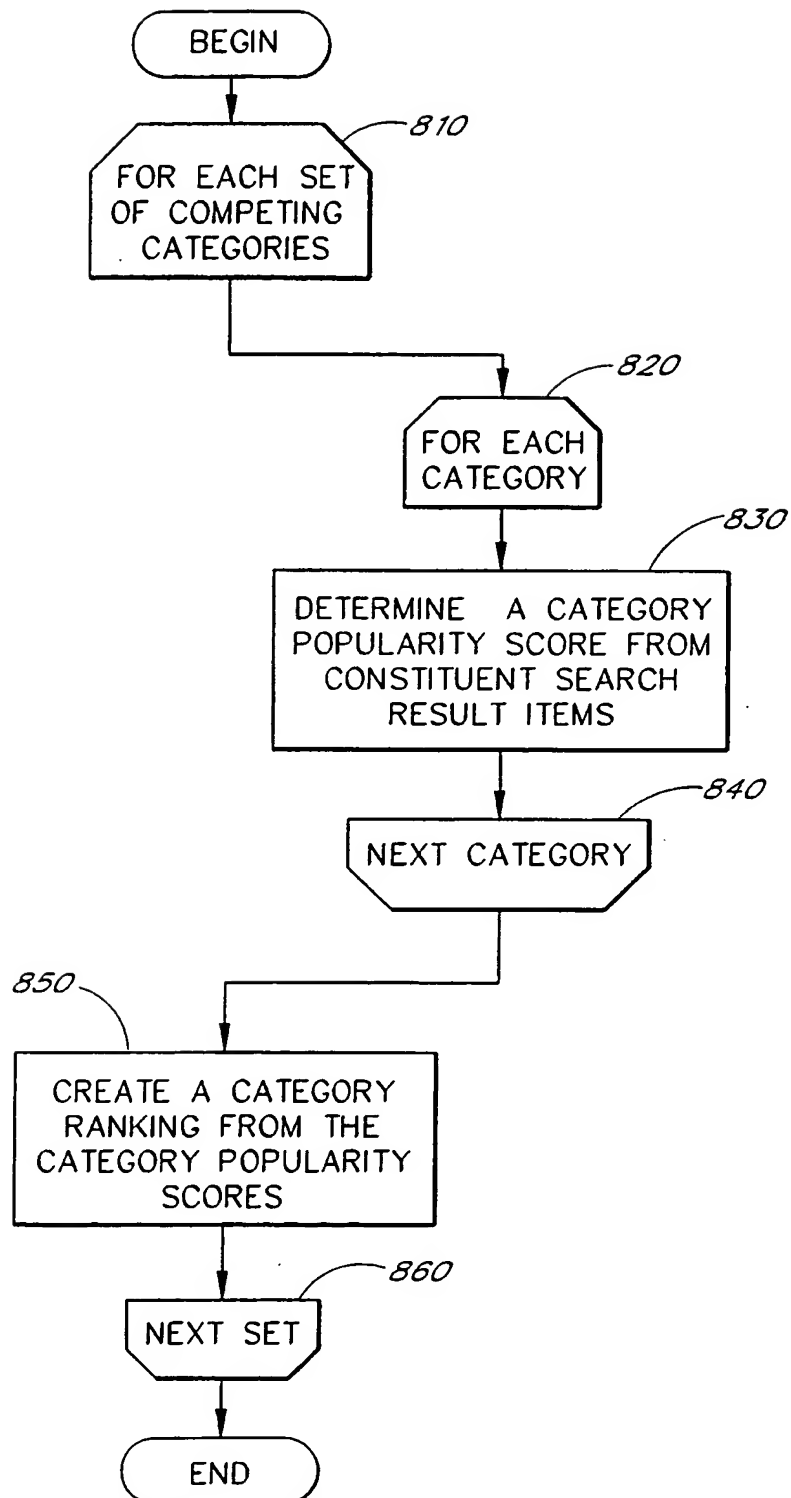 BEGIN
810
FOR EACH SET
OF COMPETING
CATEGORIES
820
FOR EACH
CATEGORY
830
DETERMINE A CATEGORY
POPULARITY SCORE FROM
CONSTITUENT SEARCH
RESULT ITEMS
840
NEXT CATEGORY
850
CREATE A CATEGORY
RANKING FROM THE
CATEGORY POPULARITY
SCORES
860
NEXT SET
END